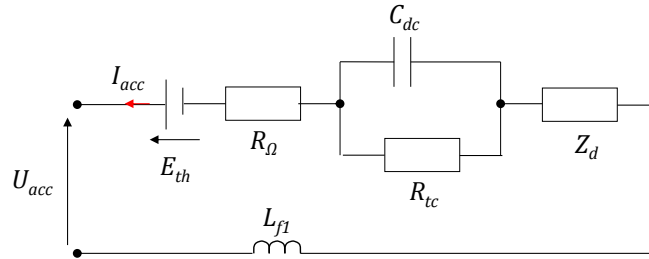 C_dc
I_acc
E_th
R_Ω
R_tc
Z_d
U_acc
L_f1